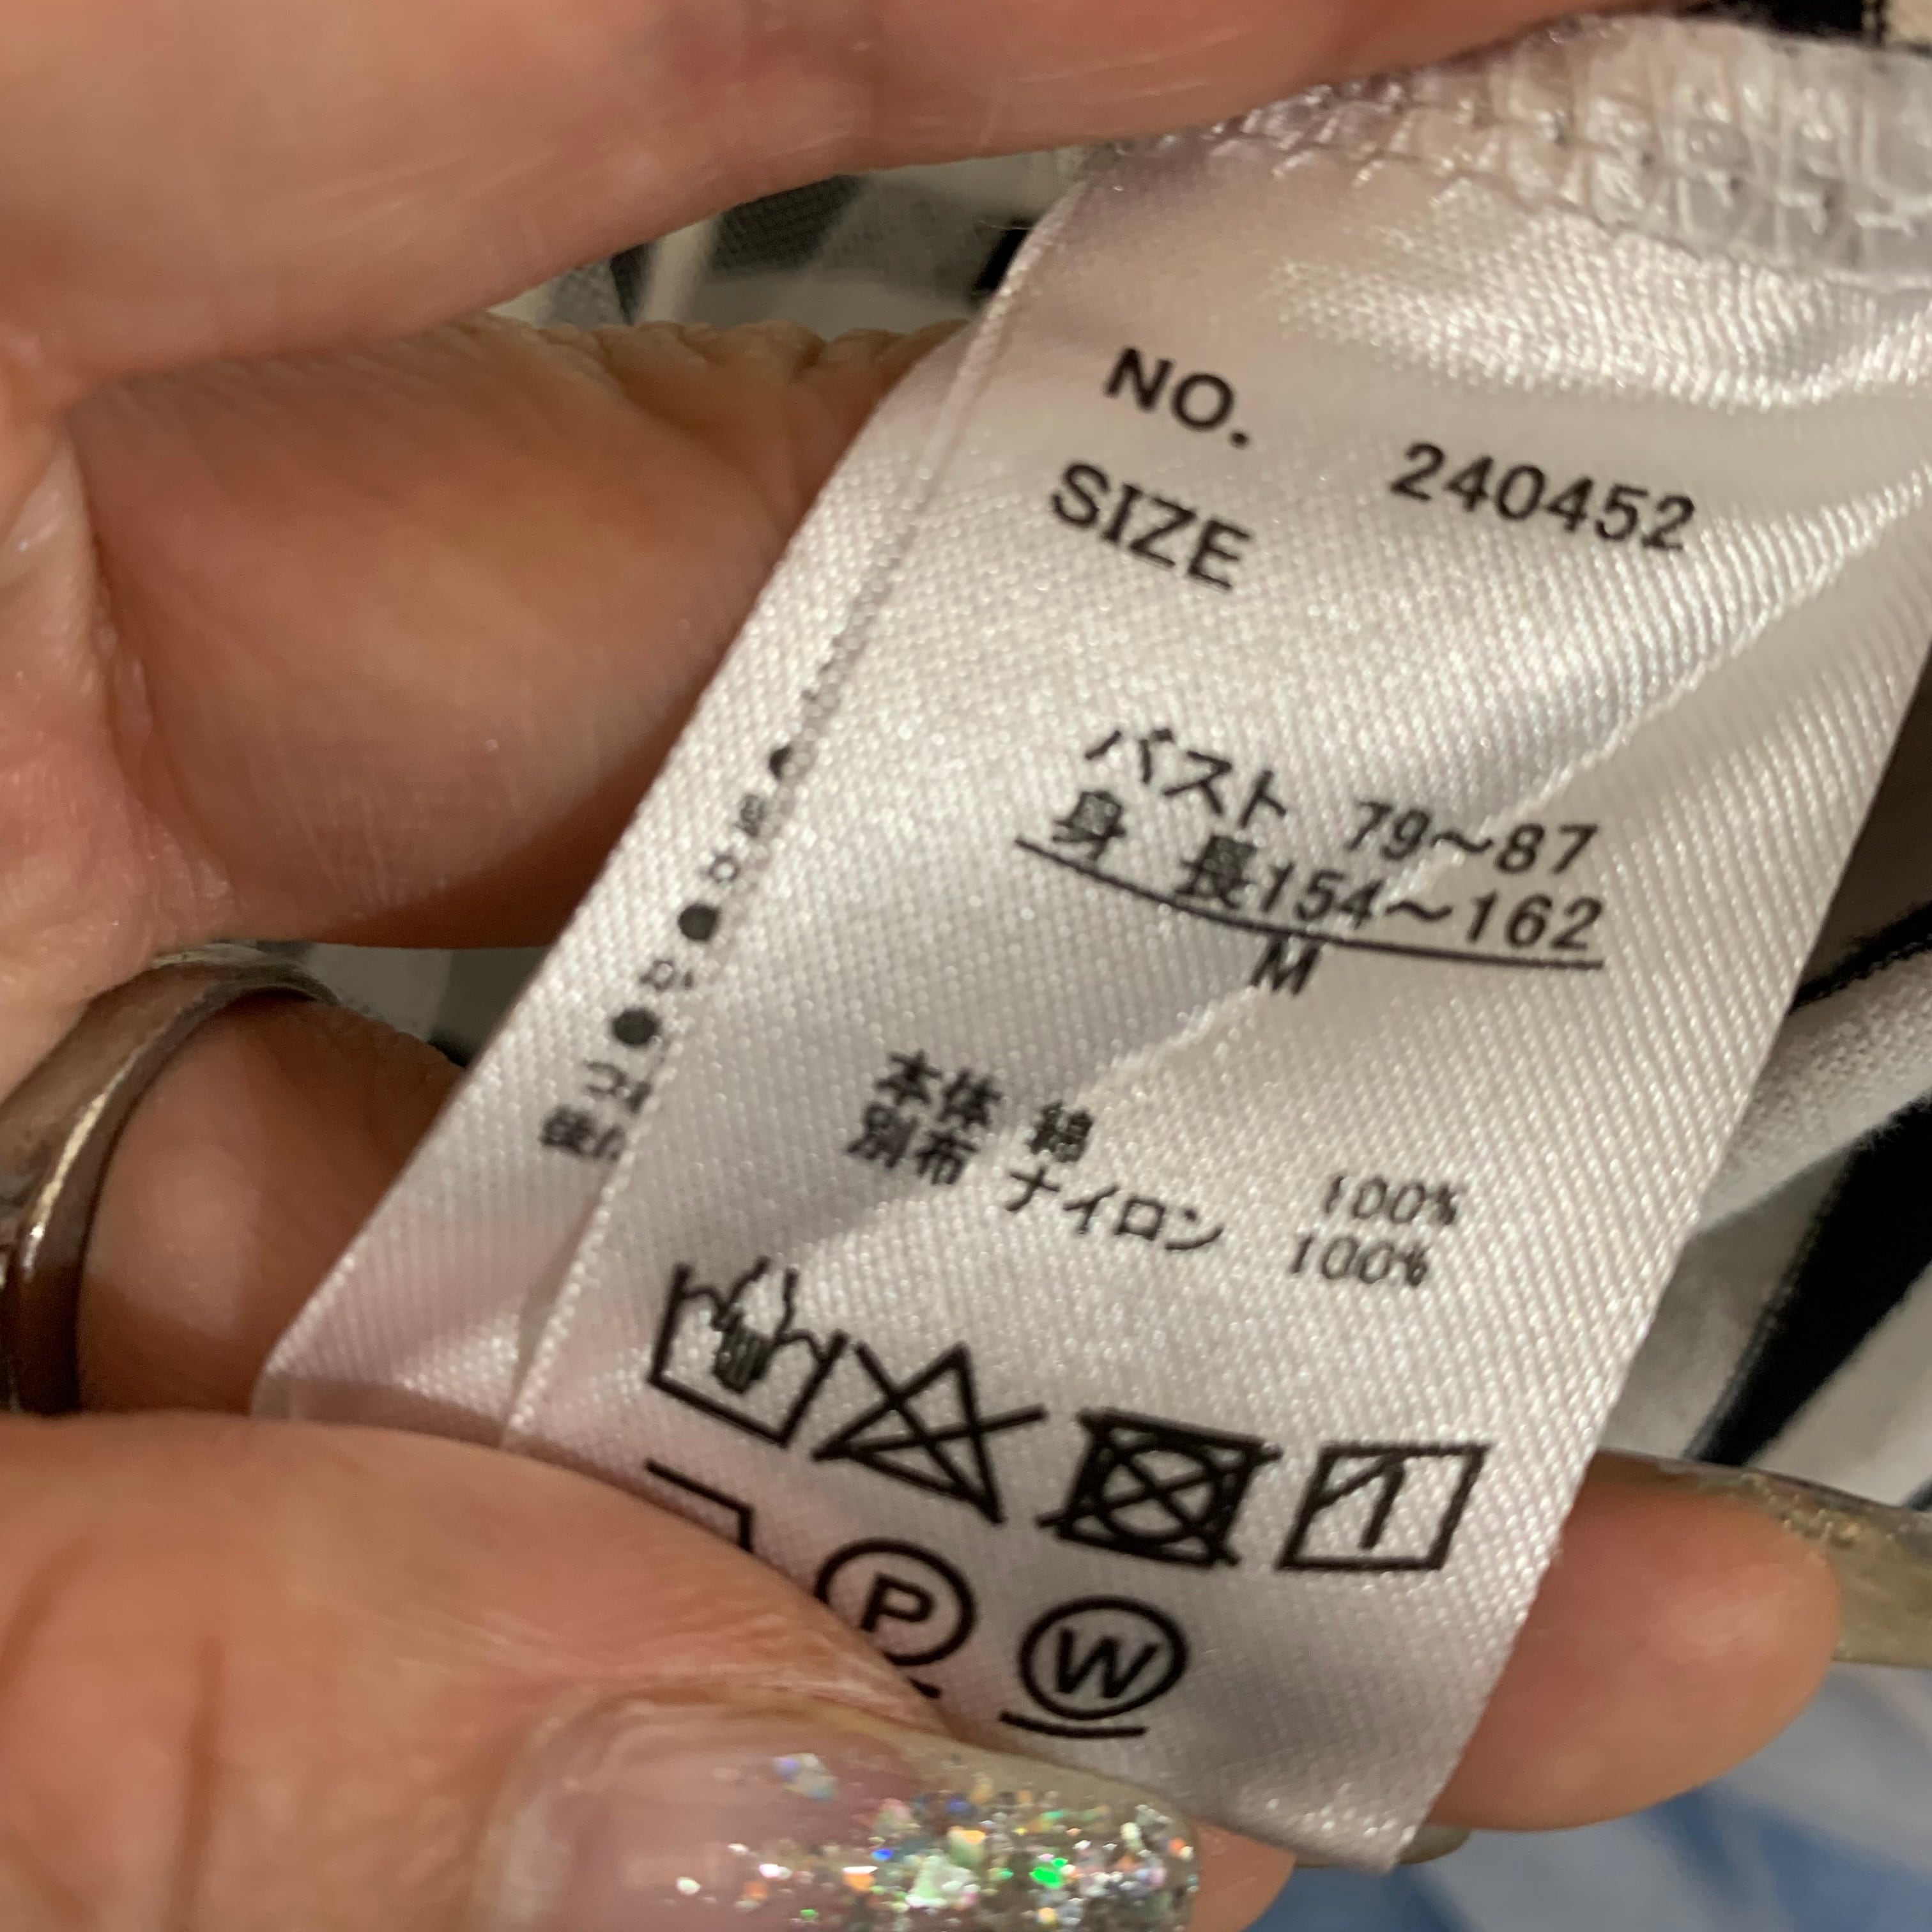 NO. 240452
SIZE
バスト 79～87
身 長154～162
M
本体 綿 100%
別布 ナイロン 100%
P
W